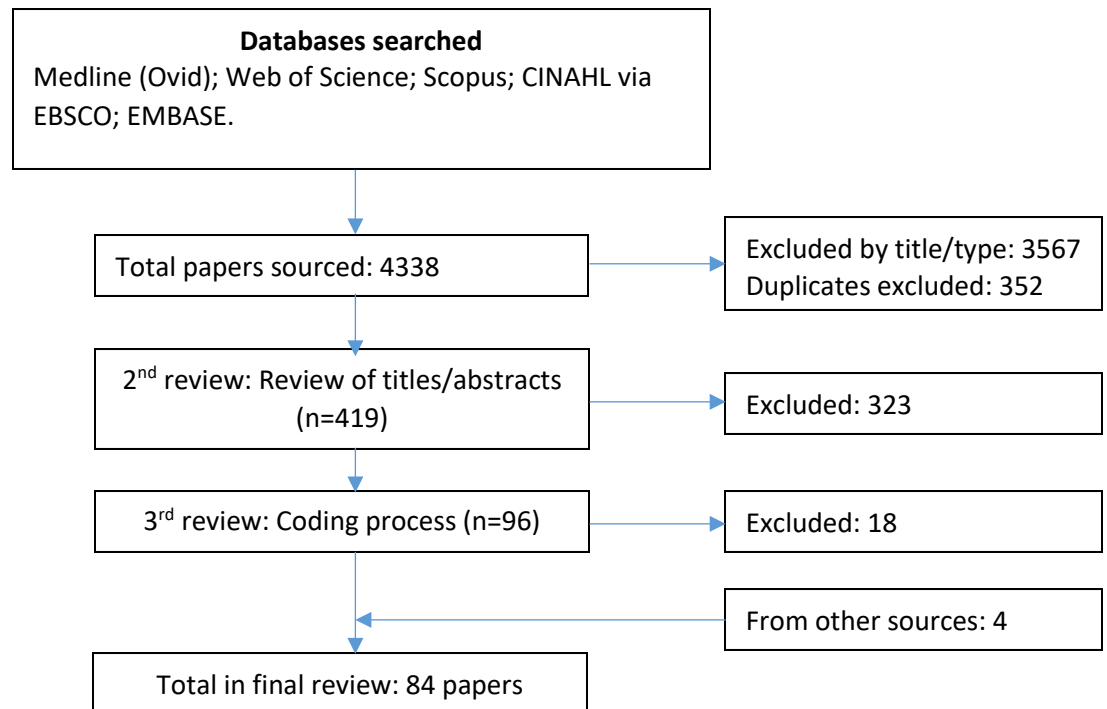 Databases searched
Medline (Ovid); Web of Science; Scopus; CINAHL via
EBSCO; EMBASE.
Total papers sourced: 4338
Excluded by title/type: 3567
Duplicates excluded: 352
2nd review: Review of titles/abstracts
(n=419)
Excluded: 323
3rd review: Coding process (n=96)
Excluded: 18
From other sources: 4
Total in final review: 84 papers